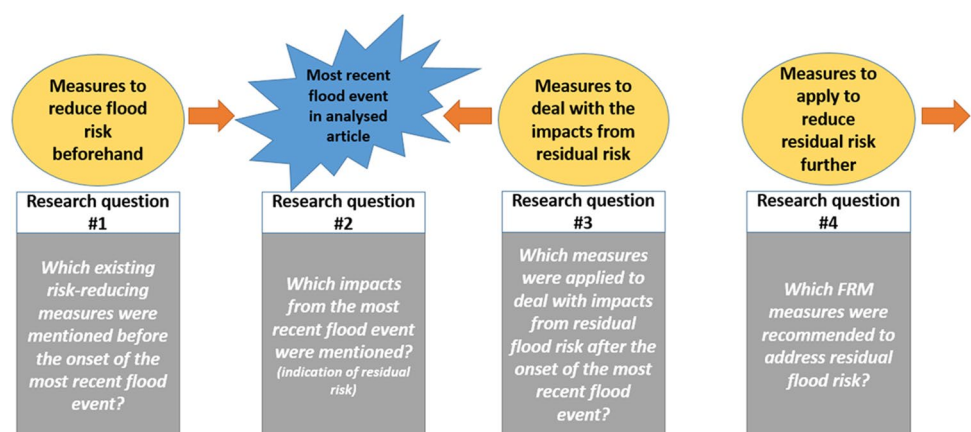 Measures to
reduce flood
risk
beforehand
Most recent
flood event
in analysed
article
Measures to
deal with the
impacts from
residual risk
Measures to
apply to
reduce
residual risk
further
Research question
#1
Which existing
risk-reducing
measures were
mentioned before
the onset of the
most recent flood
event?
Research question
#2
Which impacts
from the most
recent flood event
were mentioned?
(indication of residual
risk)
Research question
#3
Which measures
were applied to
deal with impacts
from residual
flood risk after the
onset of the most
recent flood
event?
Research question
#4
Which FRM
measures were
recommended to
address residual
flood risk?